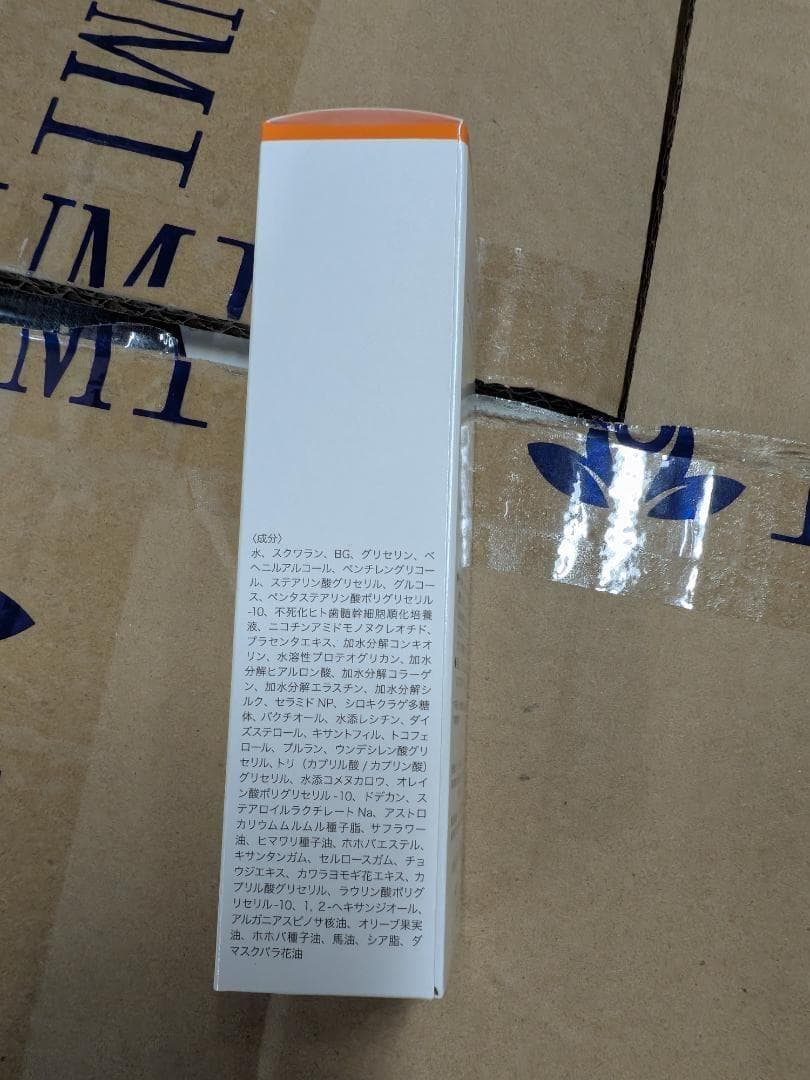 UMI
UMI
UMI
〈成分〉
水、スクワラン、BG、グリセリン、ベ
ヘニルアルコール、ペンチレングリコー
ル、ステアリン酸グリセリル、グルコー
ス、ペンタステアリン酸ポリグリセリル
-10、不死化ヒト歯髄幹細胞順化培養
液、ニコチンアミドモノヌクレオチド、
プラセンタエキス、加水分解コンキオ
リン、水溶性プロテオグリカン、加水
分解ヒアルロン酸、加水分解コラーゲ
ン、加水分解エラスチン、加水分解シ
ルク、セラミドNP、シロキクラゲ多糖
体、バクチオール、水添レシチン、ダイ
ズステロール、キサントフィル、トコフェ
ロール、プルラン、ウンデシレン酸グリ
セリル、トリ（カプリル酸/カプリン酸）
グリセリル、水添コメヌカロウ、オレイ
ン酸ポリグリセリル-10、ドデカン、ス
テアロイルラクチレートNa、アストロ
カリウムムルムル種子脂、サフラワー
油、ヒマワリ種子油、ホホバエステル、
キサンタンガム、セルロースガム、チョ
ウジエキス、カワラヨモギ花エキス、カ
プリル酸グリセリル、ラウリン酸ポリグ
リセリル-10、1，2-ヘキサンジオール、
アルガニアスピノサ核油、オリーブ果実
油、ホホバ種子油、馬油、シア脂、ダ
マスクバラ花油